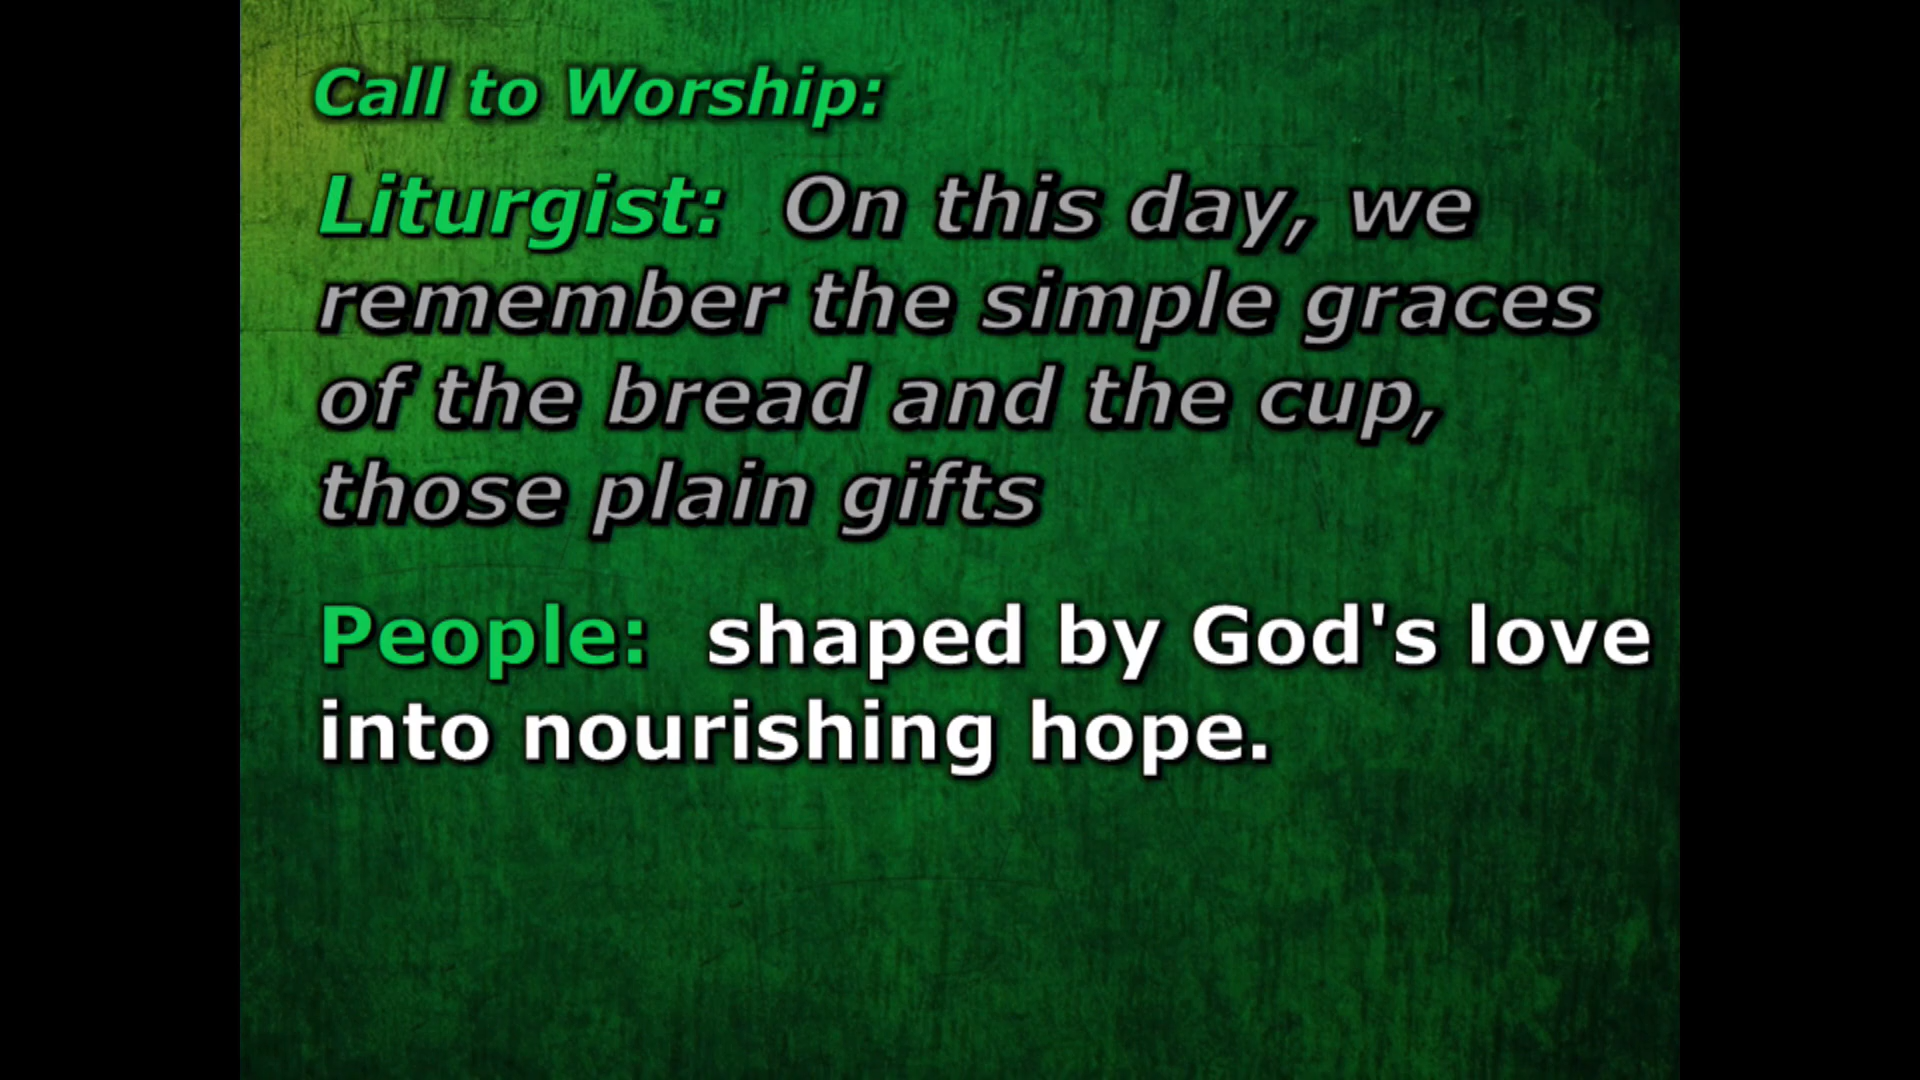 Call to Worship:
Liturgist: On this day, we
remember the simple graces
of the bread and the cup,
those plain gifts
People: shaped by God's love
into nourishing hope.